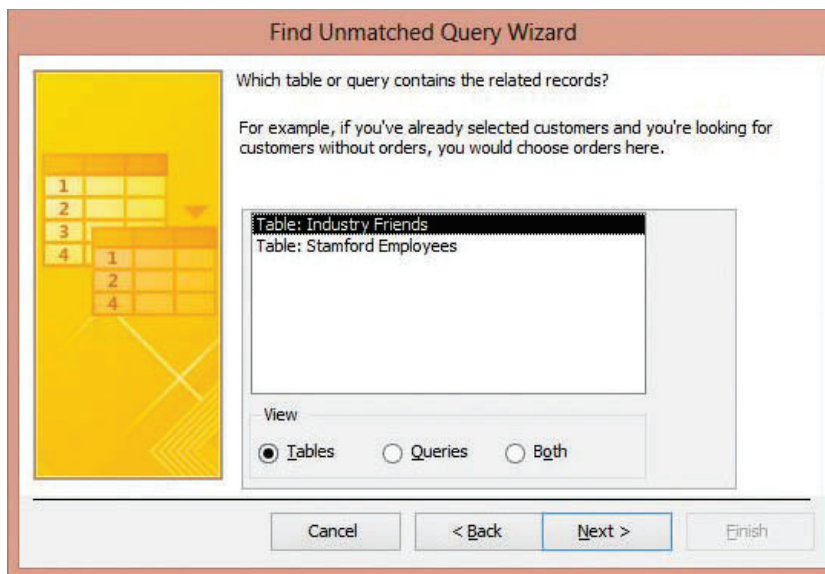 Find Unmatched Query Wizard
Which table or query contains the related records?
For example, if you've already selected customers and you're looking for
customers without orders, you would choose orders here.
1
2
3
4
1
2
4
Table: Industry Friends
Table: Stamford Employees
View
Tables Queries Both
Cancel < Back Next > Finish